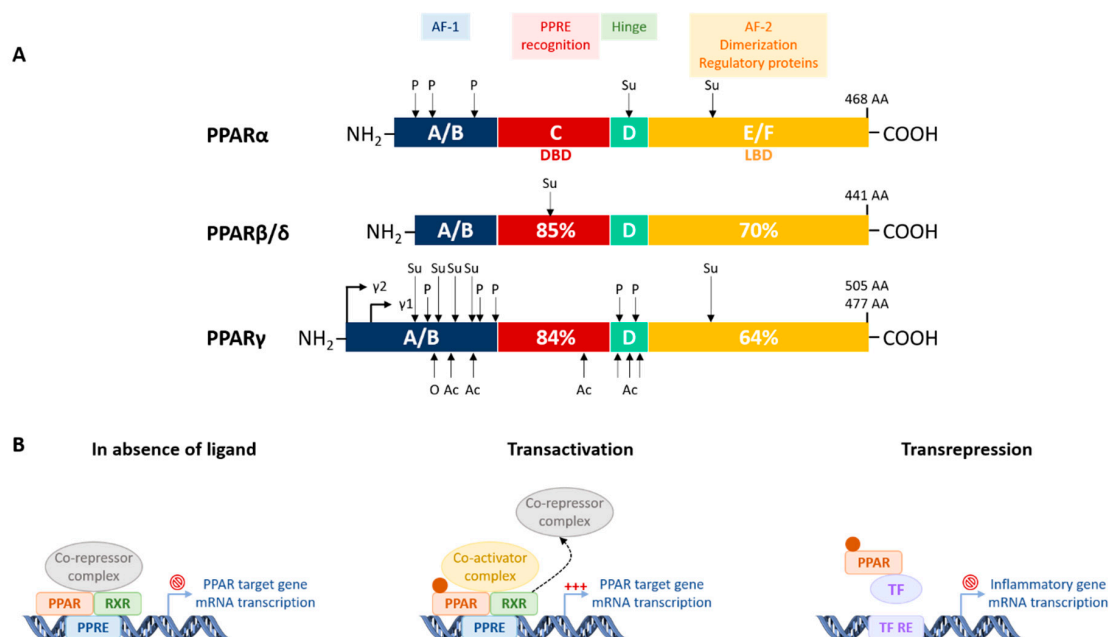 AF-1
PPRE
recognition
Hinge
AF-2
Dimerization
Regulatory proteins
A
P P P Su Su 468 AA
PPARα NH2 A/B C D E/F COOH
DBD LBD
Su 441 AA
PPARβ/δ NH2 A/B 85% D 70% COOH
Su Su Su Su Su 505 AA
γ2 P P P P P
γ1 477 AA
PPARγ NH2 A/B 84% D 64% COOH
O Ac Ac Ac Ac
B
In absence of ligand
Transactivation
Transrepression
Co-repressor
complex
PPAR RXR
PPRE
PPAR target gene
mRNA transcription
Co-repressor
complex
Co-activator
complex
PPAR RXR
PPRE
+++
PPAR target gene
mRNA transcription
PPAR
TF
TF RE
Inflammatory gene
mRNA transcription